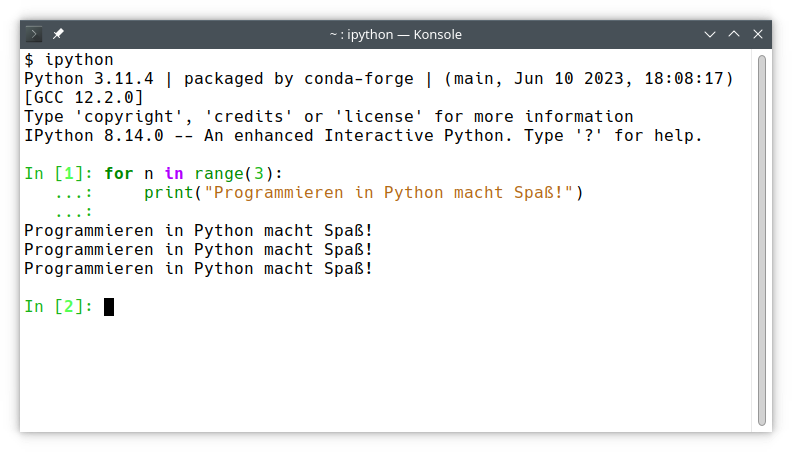 ~ : ipython — Konsole
$ ipython
Python 3.11.4 | packaged by conda-forge | (main, Jun 10 2023, 18:08:17)
[GCC 12.2.0]
Type 'copyright', 'credits' or 'license' for more information
IPython 8.14.0 -- An enhanced Interactive Python. Type '?' for help.

In [1]: for n in range(3):
   ...:     print("Programmieren in Python macht Spaß!")
   ...:
Programmieren in Python macht Spaß!
Programmieren in Python macht Spaß!
Programmieren in Python macht Spaß!

In [2]: